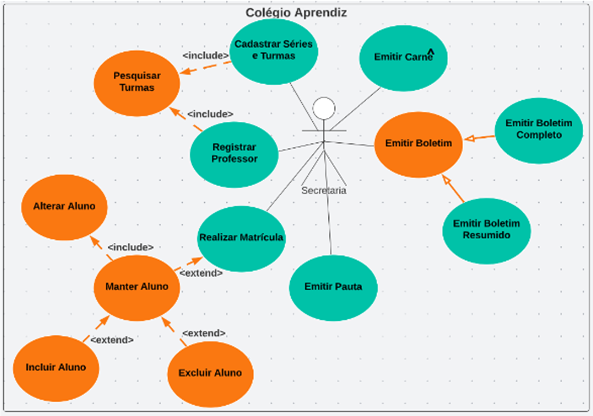 Colégio Aprendiz
Cadastrar Séries
e Turmas
Emitir Carnê
<include>
Pesquisar
Turmas
<include>
Registrar
Professor
Emitir Boletim
Emitir Boletim
Completo
Secretaria
Alterar Aluno
Emitir Boletim
Resumido
Realizar Matrícula
<include>
<extend>
Manter Aluno
Emitir Pauta
<extend>
<extend>
Incluir Aluno
Excluir Aluno